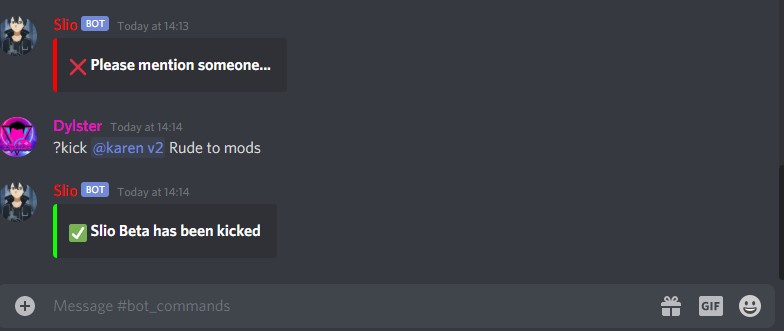 Slio BOT Today at 14:13
❌ Please mention someone...
Dylster Today at 14:14
?kick @karen v2 Rude to mods
Slio BOT Today at 14:14
✅ Slio Beta has been kicked
Message #bot_commands
GIF